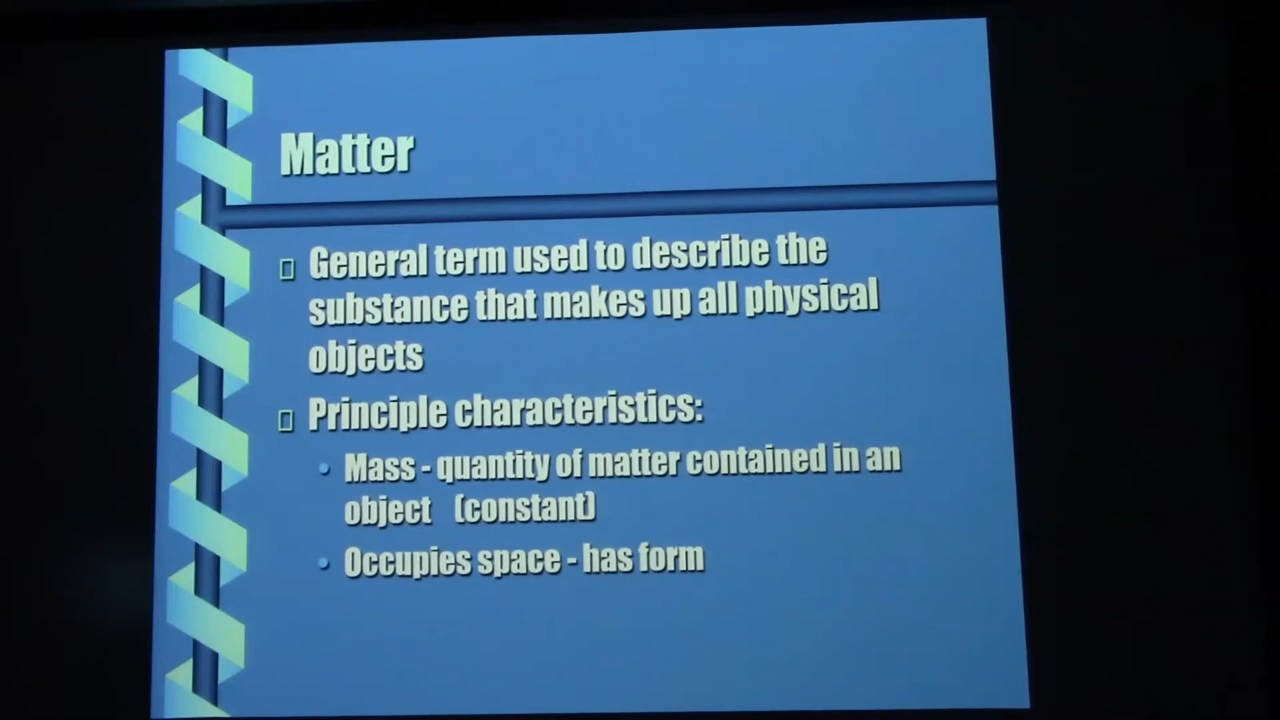 Matter
General term used to describe the
substance that makes up all physical
objects
Principle characteristics:
Mass - quantity of matter contained in an
object (constant)
Occupies space - has form